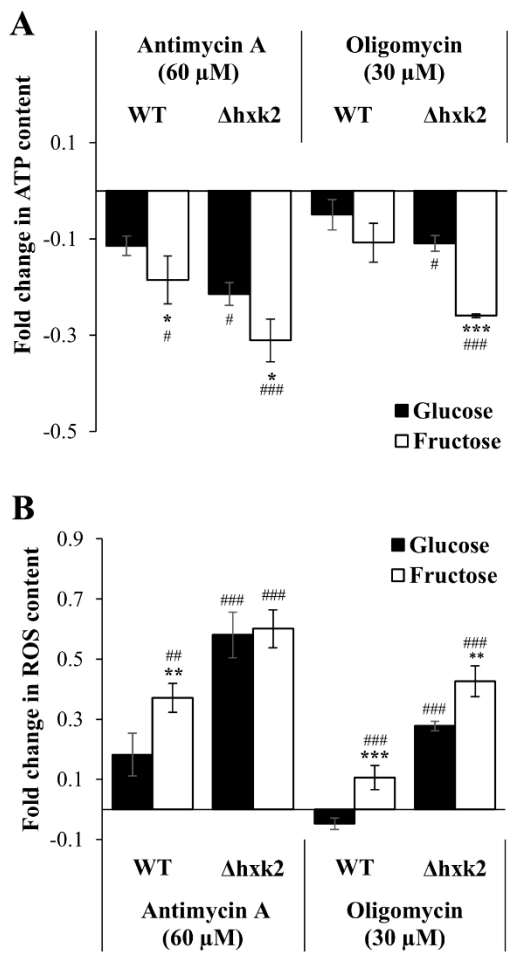 A
Antimycin A
(60 µM)
Oligomycin
(30 µM)
WT
Δhxk2
WT
Δhxk2
Fold change in ATP content
0.1
-0.1
-0.3
-0.5
*
#
#
*
###
#
***
###
Glucose
Fructose
B
Fold change in ROS content
0.9
0.7
0.5
0.3
0.1
-0.1
Glucose
Fructose
##
**
###
###
###
***
###
###
**
WT
Δhxk2
WT
Δhxk2
Antimycin A
(60 µM)
Oligomycin
(30 µM)